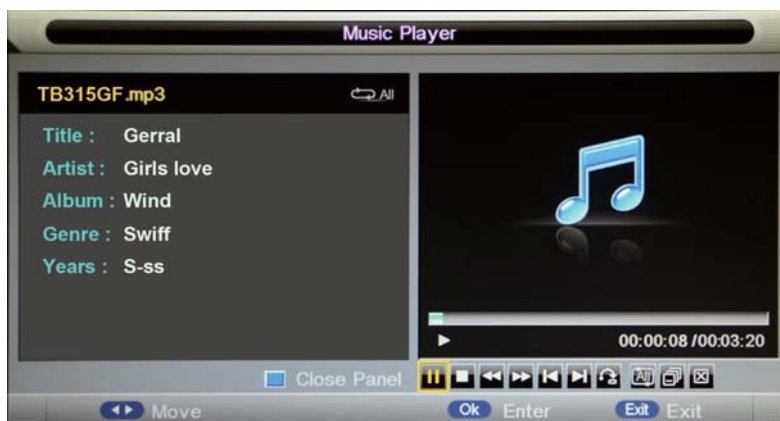 Music Player
TB315GF.mp3
All
Title : Gerral
Artist : Girls love
Album : Wind
Genre : Swiff
Years : S-ss
00:00:08 /00:03:20
Close Panel
All
Move
Ok Enter
Exit Exit